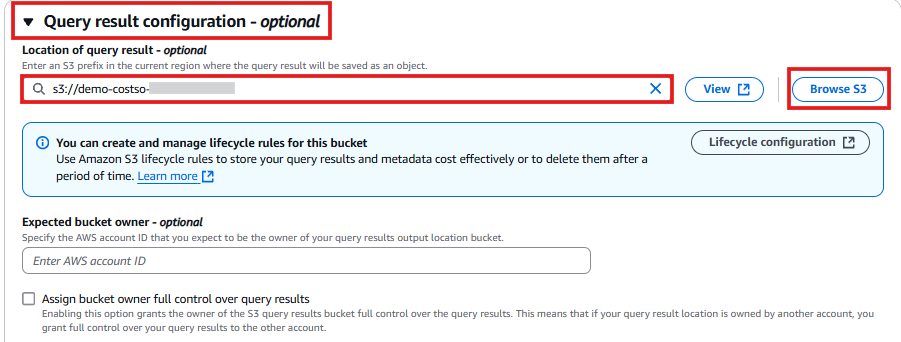 Query result configuration - optional
Location of query result - optional
Enter an S3 prefix in the current region where the query result will be saved as an object.
s3://demo-costso-
View
Browse S3
You can create and manage lifecycle rules for this bucket
Use Amazon S3 lifecycle rules to store your query results and metadata cost effectively or to delete them after a
period of time. Learn more
Lifecycle configuration
Expected bucket owner - optional
Specify the AWS account ID that you expect to be the owner of your query results output location bucket.
Enter AWS account ID
Assign bucket owner full control over query results
Enabling this option grants the owner of the S3 query results bucket full control over the query results. This means that if your query result location is owned by another account, you
grant full control over your query results to the other account.